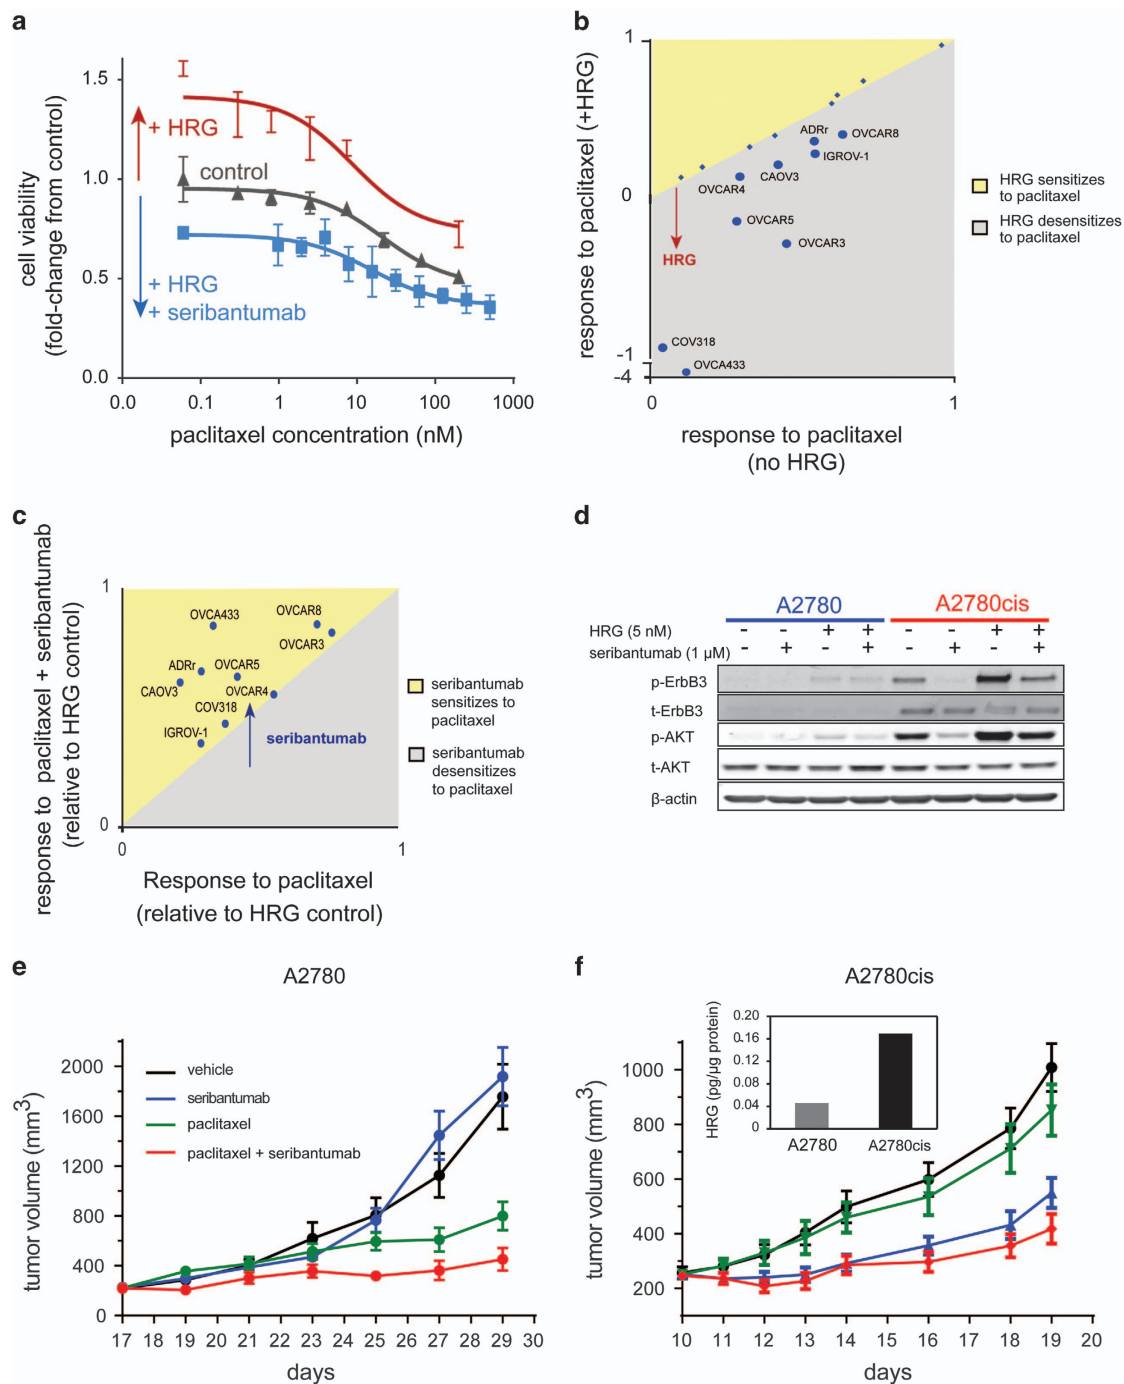 a
cell viability
(fold-change from control)
1.5
1.0
0.5
0.0
+ HRG
control
+ HRG
+ seribantumab
0.0
0.1
1
10
100
1000
paclitaxel concentration (nM)
b
response to paclitaxel (+HRG)
1
0
-1
-4
ADRr
OVCAR8
IGROV-1
CAOV3
OVCAR4
OVCAR5
OVCAR3
HRG
COV318
OVCA433
0
1
response to paclitaxel
(no HRG)
HRG sensitizes
to paclitaxel
HRG desensitizes
to paclitaxel
c
response to paclitaxel + seribantumab
(relative to HRG control)
1
0
OVCA433
OVCAR8
OVCAR3
ADRr
OVCAR5
CAOV3
OVCAR4
COV318
IGROV-1
seribantumab
0
1
Response to paclitaxel
(relative to HRG control)
seribantumab
sensitizes to
paclitaxel
seribantumab
desensitizes
to paclitaxel
d
A2780
A2780cis
HRG (5 nM) - - + + - - + +
seribantumab (1 µM) - + - + - + - +
p-ErbB3
t-ErbB3
p-AKT
t-AKT
β-actin
e
A2780
tumor volume (mm3)
2000
1600
1200
800
400
0
vehicle
seribantumab
paclitaxel
paclitaxel + seribantumab
17 18 19 20 21 22 23 24 25 26 27 28 29 30
days
f
A2780cis
tumor volume (mm3)
1000
800
600
400
200
HRG (pg/µg protein)
0.20
0.16
0.12
0.08
0.04
0
A2780
A2780cis
10 11 12 13 14 15 16 17 18 19 20
days